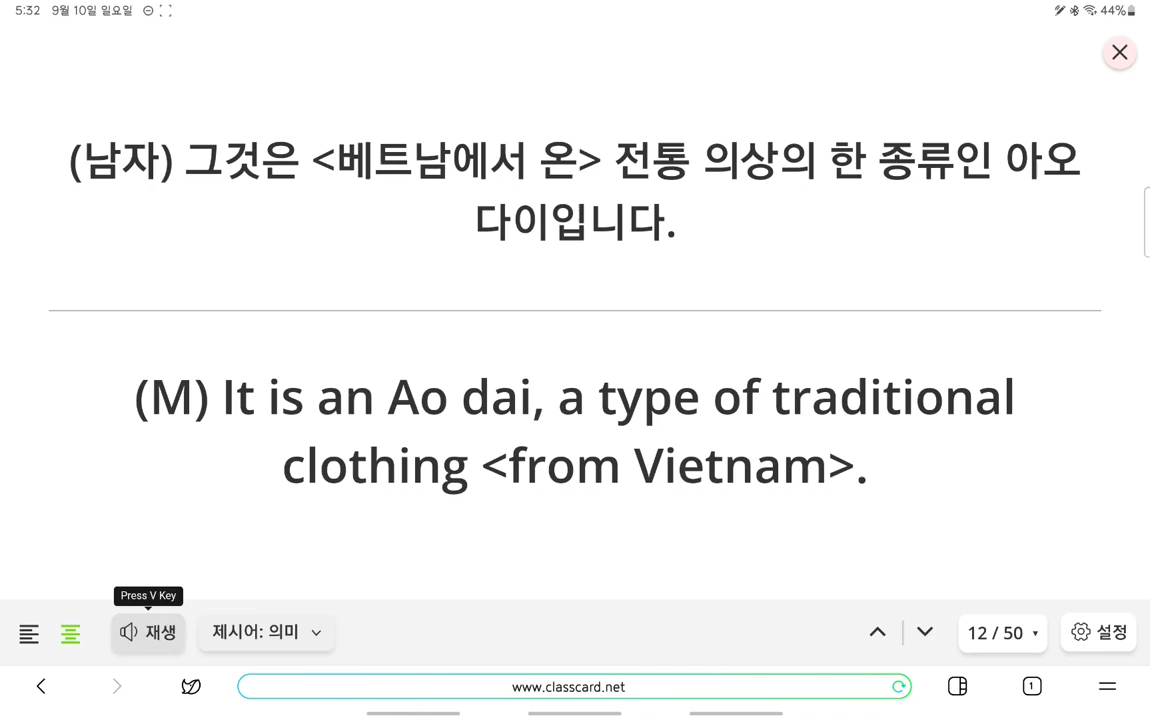 5:32 9월 10일 일요일 44%
(남자) 그것은 <베트남에서 온> 전통 의상의 한 종류인 아오
다이입니다.
(M) It is an Ao dai, a type of traditional
clothing <from Vietnam>.
Press V Key
재생 제시어: 의미 12 / 50 설정
www.classcard.net 1